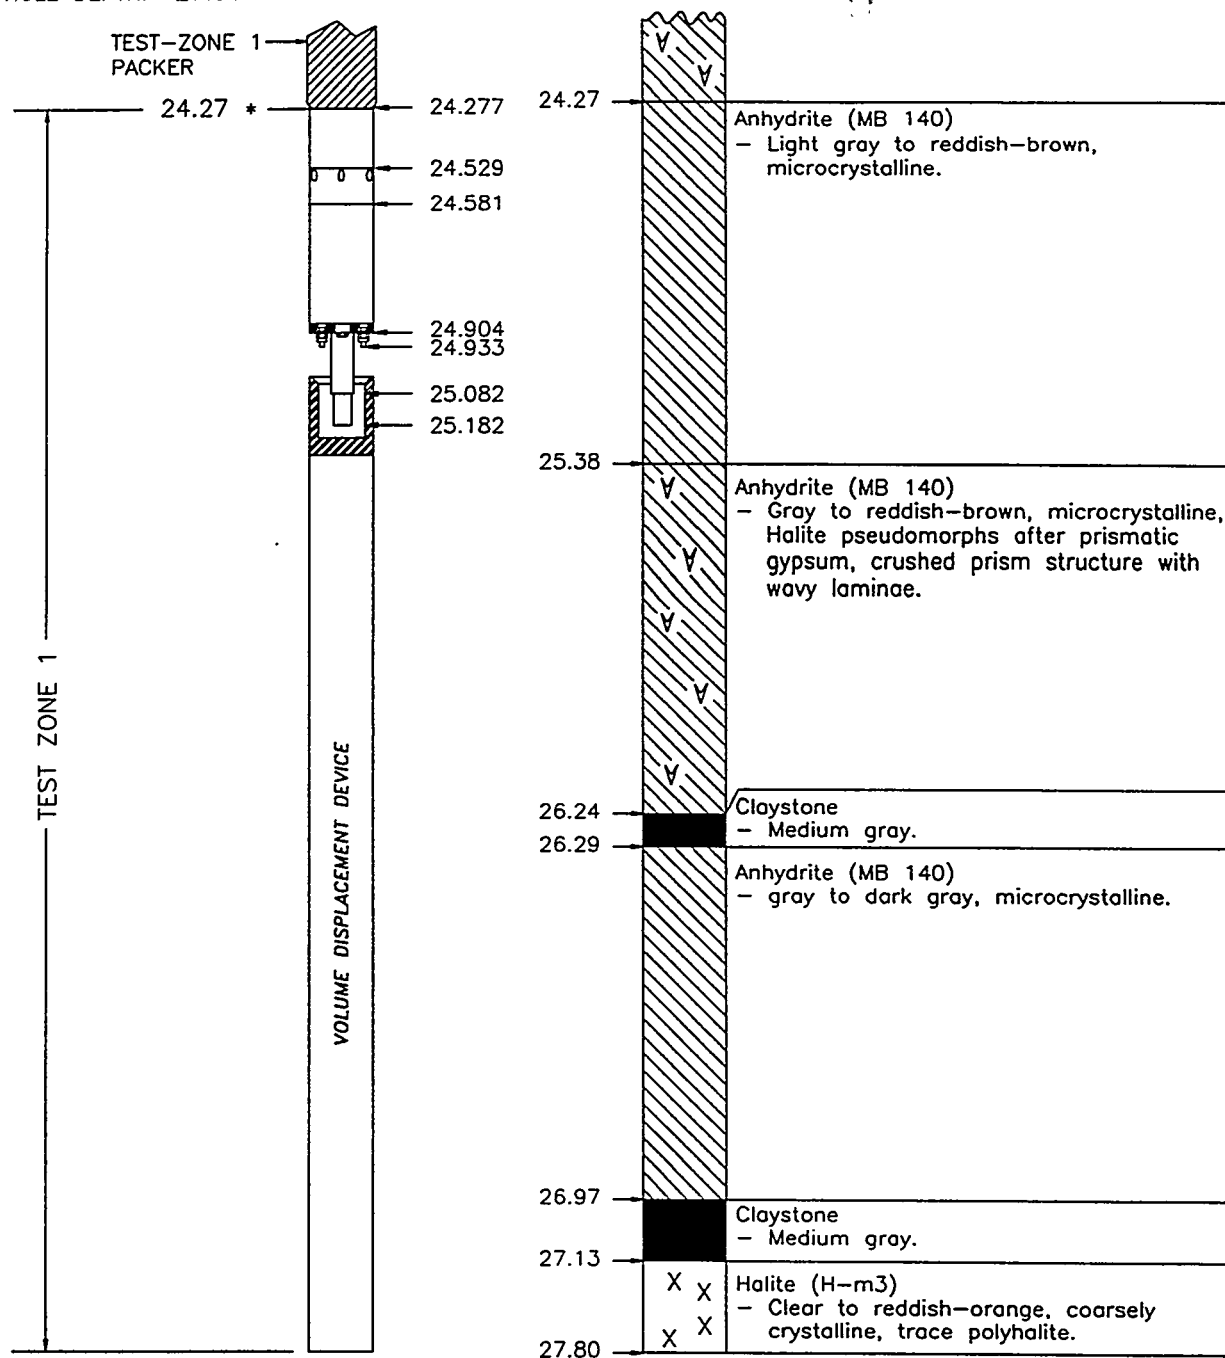 TEST-ZONE 1
PACKER
24.27 *
24.277
24.529
24.581
24.904
24.933
25.082
25.182
TEST ZONE 1
VOLUME DISPLACEMENT DEVICE
24.27
Anhydrite (MB 140)
- Light gray to reddish-brown,
microcrystalline.
25.38
Anhydrite (MB 140)
- Gray to reddish-brown, microcrystalline,
Halite pseudomorphs after prismatic
gypsum, crushed prism structure with
wavy laminae.
26.24
Claystone
- Medium gray.
26.29
Anhydrite (MB 140)
- gray to dark gray, microcrystalline.
26.97
Claystone
- Medium gray.
27.13
Halite (H-m3)
- Clear to reddish-orange, coarsely
crystalline, trace polyhalite.
27.80